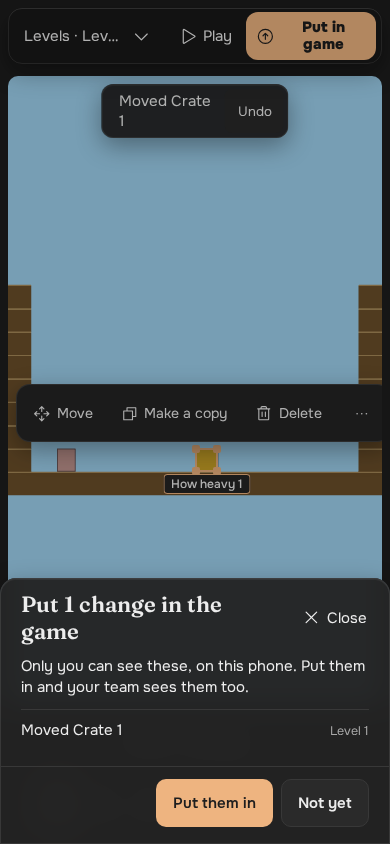 Levels · Lev...
Play
Put in
game
Moved Crate
1
Undo
Move
Make a copy
Delete
...
How heavy 1
Put 1 change in the
game
Close
Only you can see these, on this phone. Put them
in and your team sees them too.
Moved Crate 1
Level 1
Put them in
Not yet